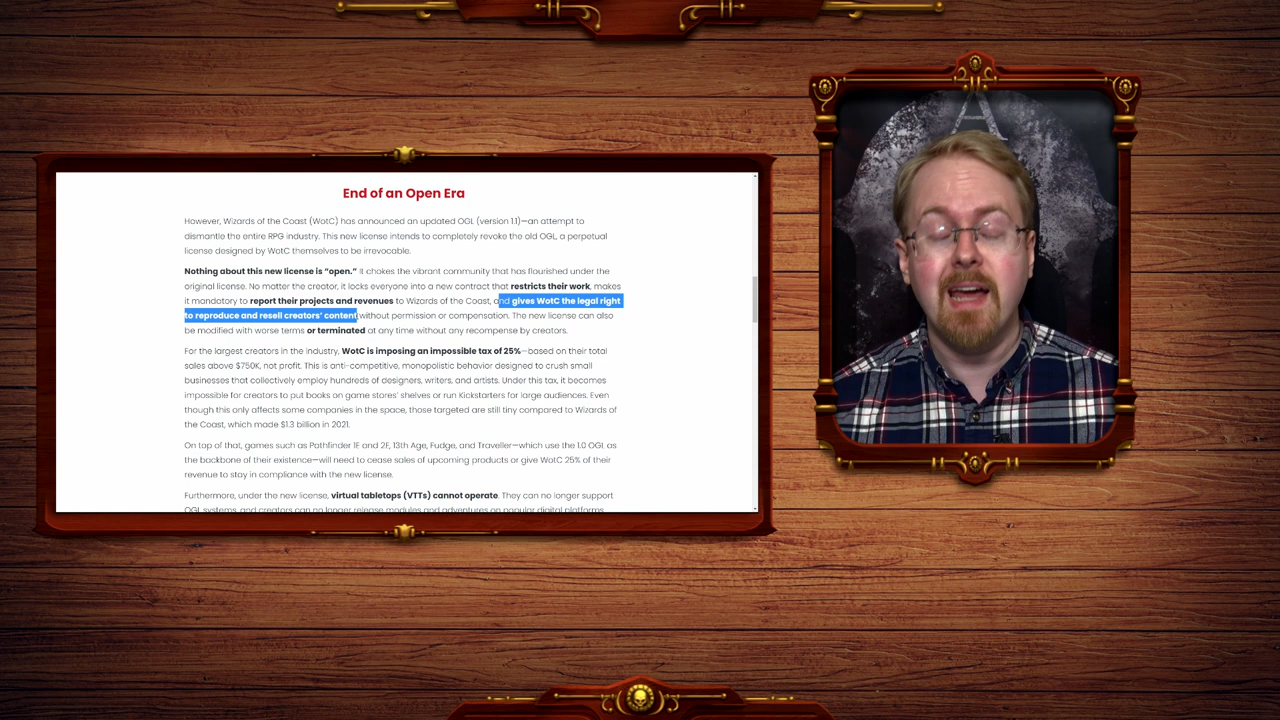 End of an Open Era
However, Wizards of the Coast (WotC) has announced an updated OGL (version 1.1)—an attempt to
dismantle the entire RPG industry. This new license intends to completely revoke the old OGL, a perpetual
license designed by WotC themselves to be irrevocable.
Nothing about this new license is “open.” It chokes the vibrant community that has flourished under the
original license. No matter the creator, it locks everyone into a new contract that restricts their work, makes
it mandatory to report their projects and revenues to Wizards of the Coast, and gives WotC the legal right
to reproduce and resell creators’ content without permission or compensation. The new license can also
be modified with worse terms or terminated at any time without any recompense by creators.
For the largest creators in the industry, WotC is imposing an impossible tax of 25%—based on their total
sales above $750K, not profit. This is anti-competitive, monopolistic behavior designed to crush small
businesses that collectively employ hundreds of designers, writers, and artists. Under this tax, it becomes
impossible for creators to put books on game stores’ shelves or run Kickstarters for large audiences. Even
though this only affects some companies in the space, those targeted are still tiny compared to Wizards of
the Coast, which made $1.3 billion in 2021.
On top of that, games such as Pathfinder 1E and 2E, 13th Age, Fudge, and Traveller—which use the 1.0 OGL as
the backbone of their existence—will need to cease sales of upcoming products or give WotC 25% of their
revenue to stay in compliance with the new license.
Furthermore, under the new license, virtual tabletops (VTTs) cannot operate. They can no longer support
OGL systems, and creators can no longer release modules and adventures on popular digital platforms